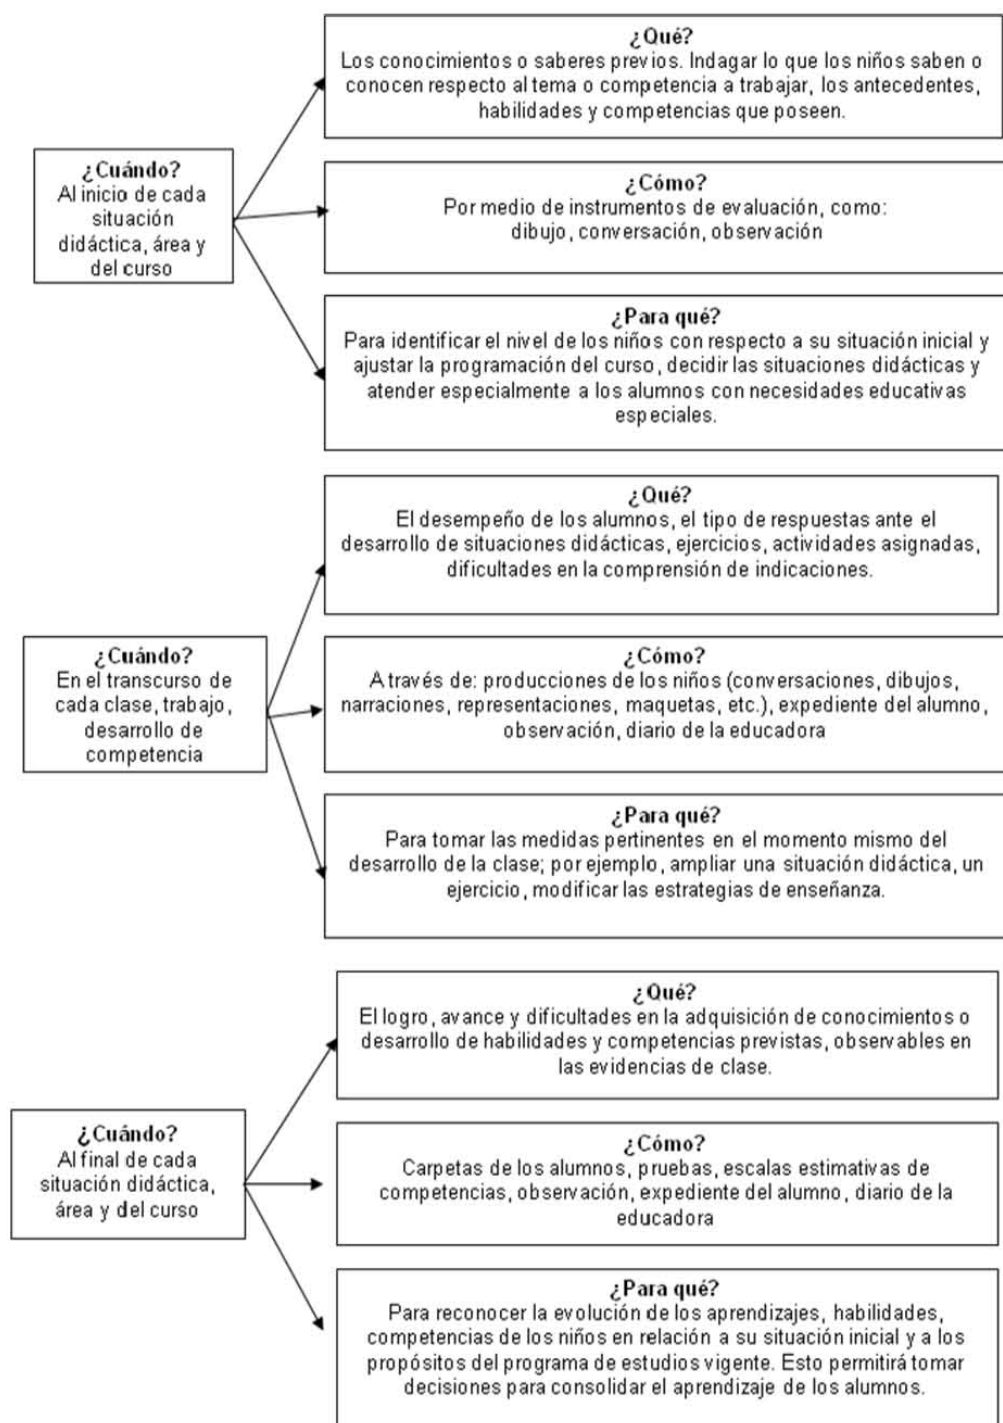 ¿Qué?
Los conocimientos o saberes previos. Indagar lo que los niños saben o
conocen respecto al tema o competencia a trabajar, los antecedentes,
habilidades y competencias que poseen.
¿Cuándo?
Al inicio de cada
situación
didáctica, área y
del curso
¿Cómo?
Por medio de instrumentos de evaluación, como:
dibujo, conversación, observación
¿Para qué?
Para identificar el nivel de los niños con respecto a su situación inicial y
ajustar la programación del curso, decidir las situaciones didácticas y
atender especialmente a los alumnos con necesidades educativas
especiales.
¿Qué?
El desempeño de los alumnos, el tipo de respuestas ante el
desarrollo de situaciones didácticas, ejercicios, actividades asignadas,
dificultades en la comprensión de indicaciones.
¿Cuándo?
En el transcurso de
cada clase, trabajo,
desarrollo de
competencia
¿Cómo?
A través de: producciones de los niños (conversaciones, dibujos,
narraciones, representaciones, maquetas, etc.), expediente del alumno,
observación, diario de la educadora
¿Para qué?
Para tomar las medidas pertinentes en el momento mismo del
desarrollo de la clase; por ejemplo, ampliar una situación didáctica, un
ejercicio, modificar las estrategias de enseñanza.
¿Qué?
El logro, avance y dificultades en la adquisición de conocimientos o
desarrollo de habilidades y competencias previstas, observables en
las evidencias de clase.
¿Cuándo?
Al final de cada
situación didáctica,
área y del curso
¿Cómo?
Carpetas de los alumnos, pruebas, escalas estimativas de
competencias, observación, expediente del alumno, diario de la
educadora
¿Para qué?
Para reconocer la evolución de los aprendizajes, habilidades,
competencias de los niños en relación a su situación inicial y a los
propósitos del programa de estudios vigente. Esto permitirá tomar
decisiones para consolidar el aprendizaje de los alumnos.